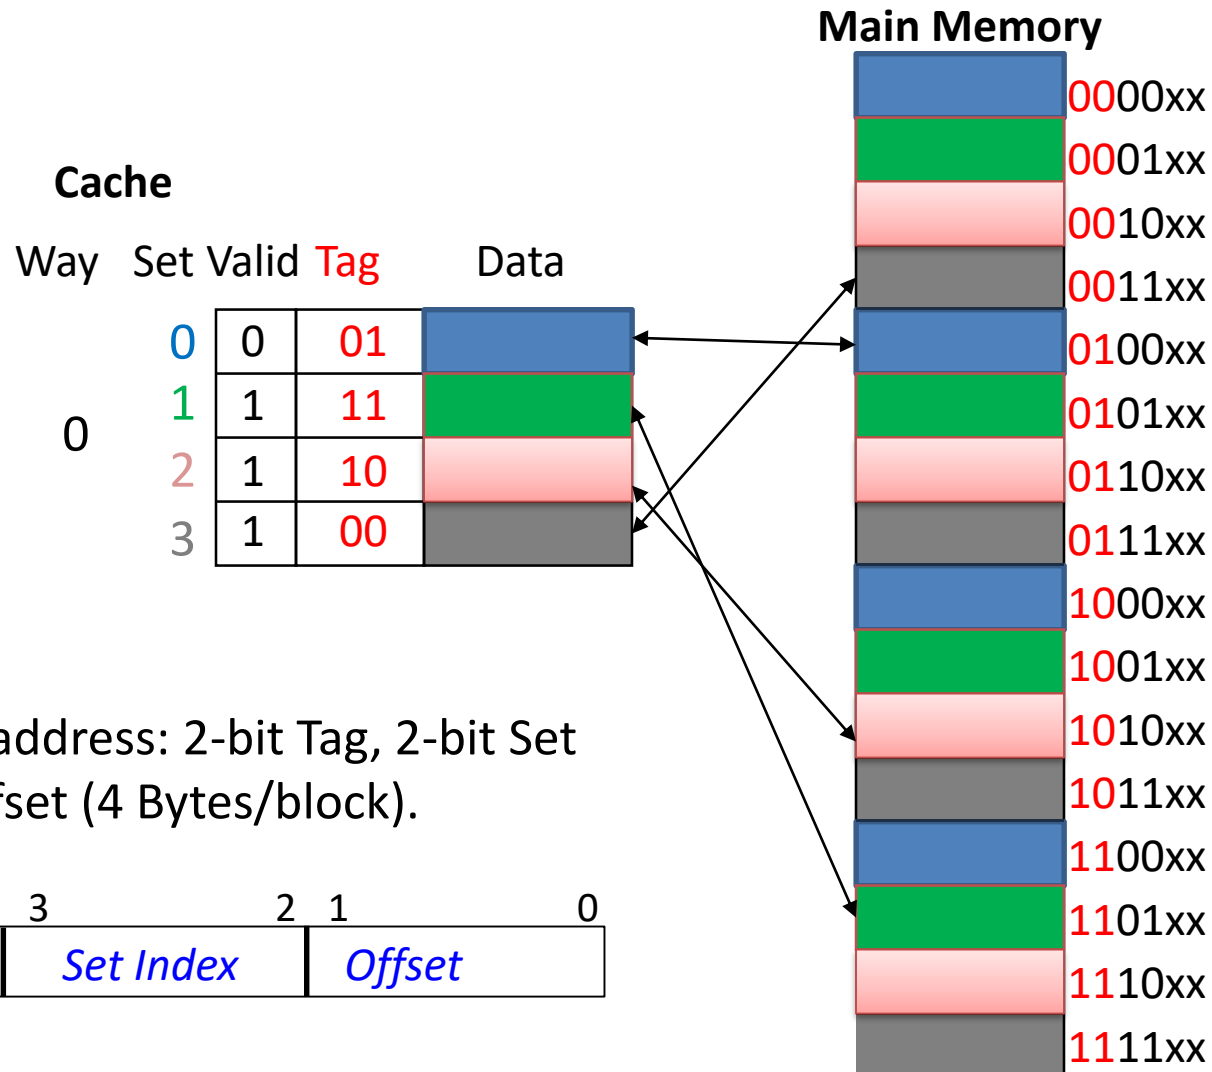 Main Memory
0000xx
0001xx
0010xx
0011xx
0100xx
0101xx
0110xx
0111xx
1000xx
1001xx
1010xx
1011xx
1100xx
1101xx
1110xx
1111xx
Cache
Way Set Valid Tag Data
0 0 01
1 1 11
0
2 1 10
3 1 00
address: 2-bit Tag, 2-bit Set
fset (4 Bytes/block).
3 2 1 0
Set Index Offset